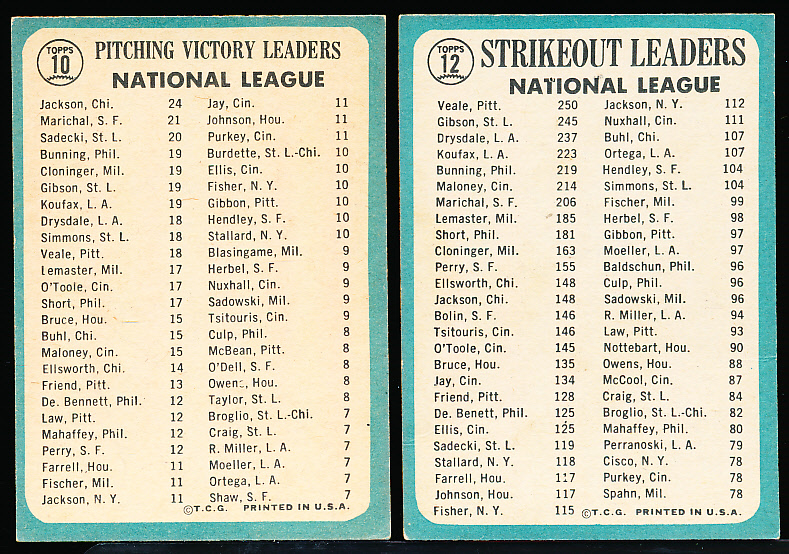 TOPPS
10
PITCHING VICTORY LEADERS
NATIONAL LEAGUE
Jackson, Chi. 24
Marichal, S. F. 21
Sadecki, St. L. 20
Bunning, Phil. 19
Cloninger, Mil. 19
Gibson, St. L. 19
Koufax, L. A. 19
Drysdale, L. A. 18
Simmons, St. L. 18
Veale, Pitt. 18
Lemaster, Mil. 17
O'Toole, Cin. 17
Short, Phil. 17
Bruce, Hou. 15
Buhl, Chi. 15
Maloney, Cin. 15
Ellsworth, Chi. 14
Friend, Pitt. 13
De. Bennett, Phil. 12
Law, Pitt. 12
Mahaffey, Phil. 12
Perry, S. F. 12
Farrell, Hou. 11
Fischer, Mil. 11
Jackson, N. Y. 11
Jay, Cin. 11
Johnson, Hou. 11
Purkey, Cin. 11
Burdette, St. L.-Chi. 10
Ellis, Cin. 10
Fisher, N. Y. 10
Gibbon, Pitt. 10
Hendley, S. F. 10
Stallard, N. Y. 10
Blasingame, Mil. 9
Herbel, S. F. 9
Nuxhall, Cin. 9
Sadowski, Mil. 9
Tsitouris, Cin. 9
Culp, Phil. 8
McBean, Pitt. 8
O'Dell, S. F. 8
Owens, Hou. 8
Taylor, St. L. 8
Broglio, St. L.-Chi. 7
Craig, St. L. 7
R. Miller, L. A. 7
Moeller, L. A. 7
Ortega, L. A. 7
Shaw, S. F. 7
©T.C.G. PRINTED IN U.S.A.
TOPPS
12
STRIKEOUT LEADERS
NATIONAL LEAGUE
Veale, Pitt. 250
Gibson, St. L. 245
Drysdale, L. A. 237
Koufax, L. A. 223
Bunning, Phil. 219
Maloney, Cin. 214
Marichal, S. F. 206
Lemaster, Mil. 185
Short, Phil. 181
Cloninger, Mil. 163
Perry, S. F. 155
Ellsworth, Chi. 148
Jackson, Chi. 148
Bolin, S. F. 146
Tsitouris, Cin. 146
O'Toole, Cin. 145
Bruce, Hou. 135
Jay, Cin. 134
Friend, Pitt. 128
De. Benett, Phil. 125
Ellis, Cin. 125
Sadecki, St. L. 119
Stallard, N. Y. 118
Farrell, Hou. 117
Johnson, Hou. 117
Fisher, N. Y. 115
Jackson, N. Y. 112
Nuxhall, Cin. 111
Buhl, Chi. 107
Ortega, L. A. 107
Hendley, S. F. 104
Simmons, St. L. 104
Fischer, Mil. 99
Herbel, S. F. 98
Gibbon, Pitt. 97
Moeller, L. A. 97
Baldschun, Phil. 96
Culp, Phil. 96
Sadowski, Mil. 96
R. Miller, L. A. 94
Law, Pitt. 93
Nottebart, Hou. 90
Owens, Hou. 88
McCool, Cin. 87
Craig, St. L. 84
Broglio, St. L.-Chi. 82
Mahaffey, Phil. 80
Perranoski, L. A. 79
Cisco, N. Y. 78
Purkey, Cin. 78
Spahn, Mil. 78
©T.C.G. PRINTED IN U.S.A.